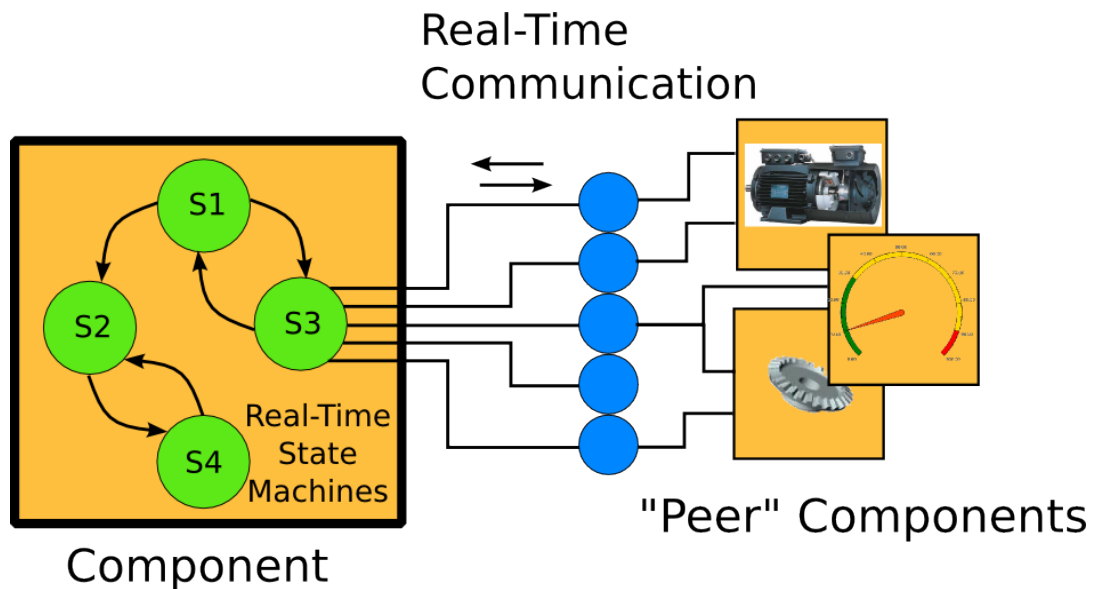 Real-Time
Communication
S1
S2
S3
S4
Real-Time
State
Machines
"Peer" Components
Component